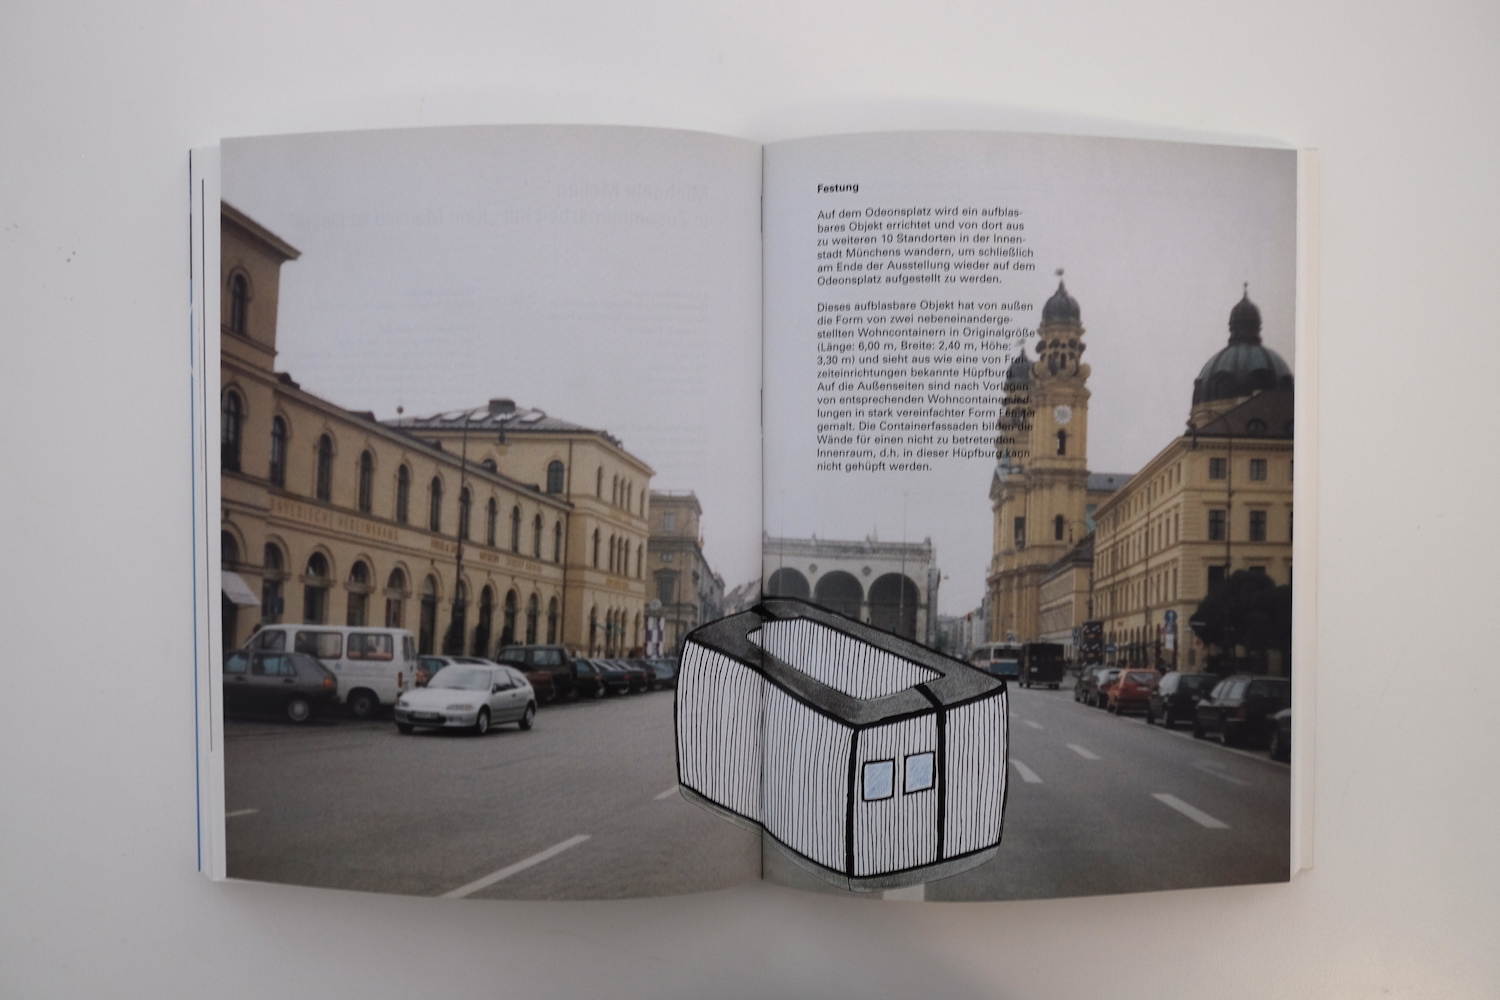 BAYERISCHE VEREINSBANK
Festung
Auf dem Odeonsplatz wird ein aufblas-
bares Objekt errichtet und von dort aus
zu weiteren 10 Standorten in der Innen-
stadt Münchens wandern, um schließlich
am Ende der Ausstellung wieder auf dem
Odeonsplatz aufgestellt zu werden.
Dieses aufblasbare Objekt hat von außen
die Form von zwei nebeneinanderge-
stellten Wohncontainern in Originalgröße
(Länge: 6,00 m, Breite: 2,40 m, Höhe:
3,30 m) und sieht aus wie eine von Frei-
zeiteinrichtungen bekannte Hüpfburg.
Auf die Außenseiten sind nach Vorlagen
von entsprechenden Wohncontainersied-
lungen in stark vereinfachter Form Fenster
gemalt. Die Containerfassaden bilden die
Wände für einen nicht zu betretenden
Innenraum, d.h. in dieser Hüpfburg kann
nicht gehüpft werden.